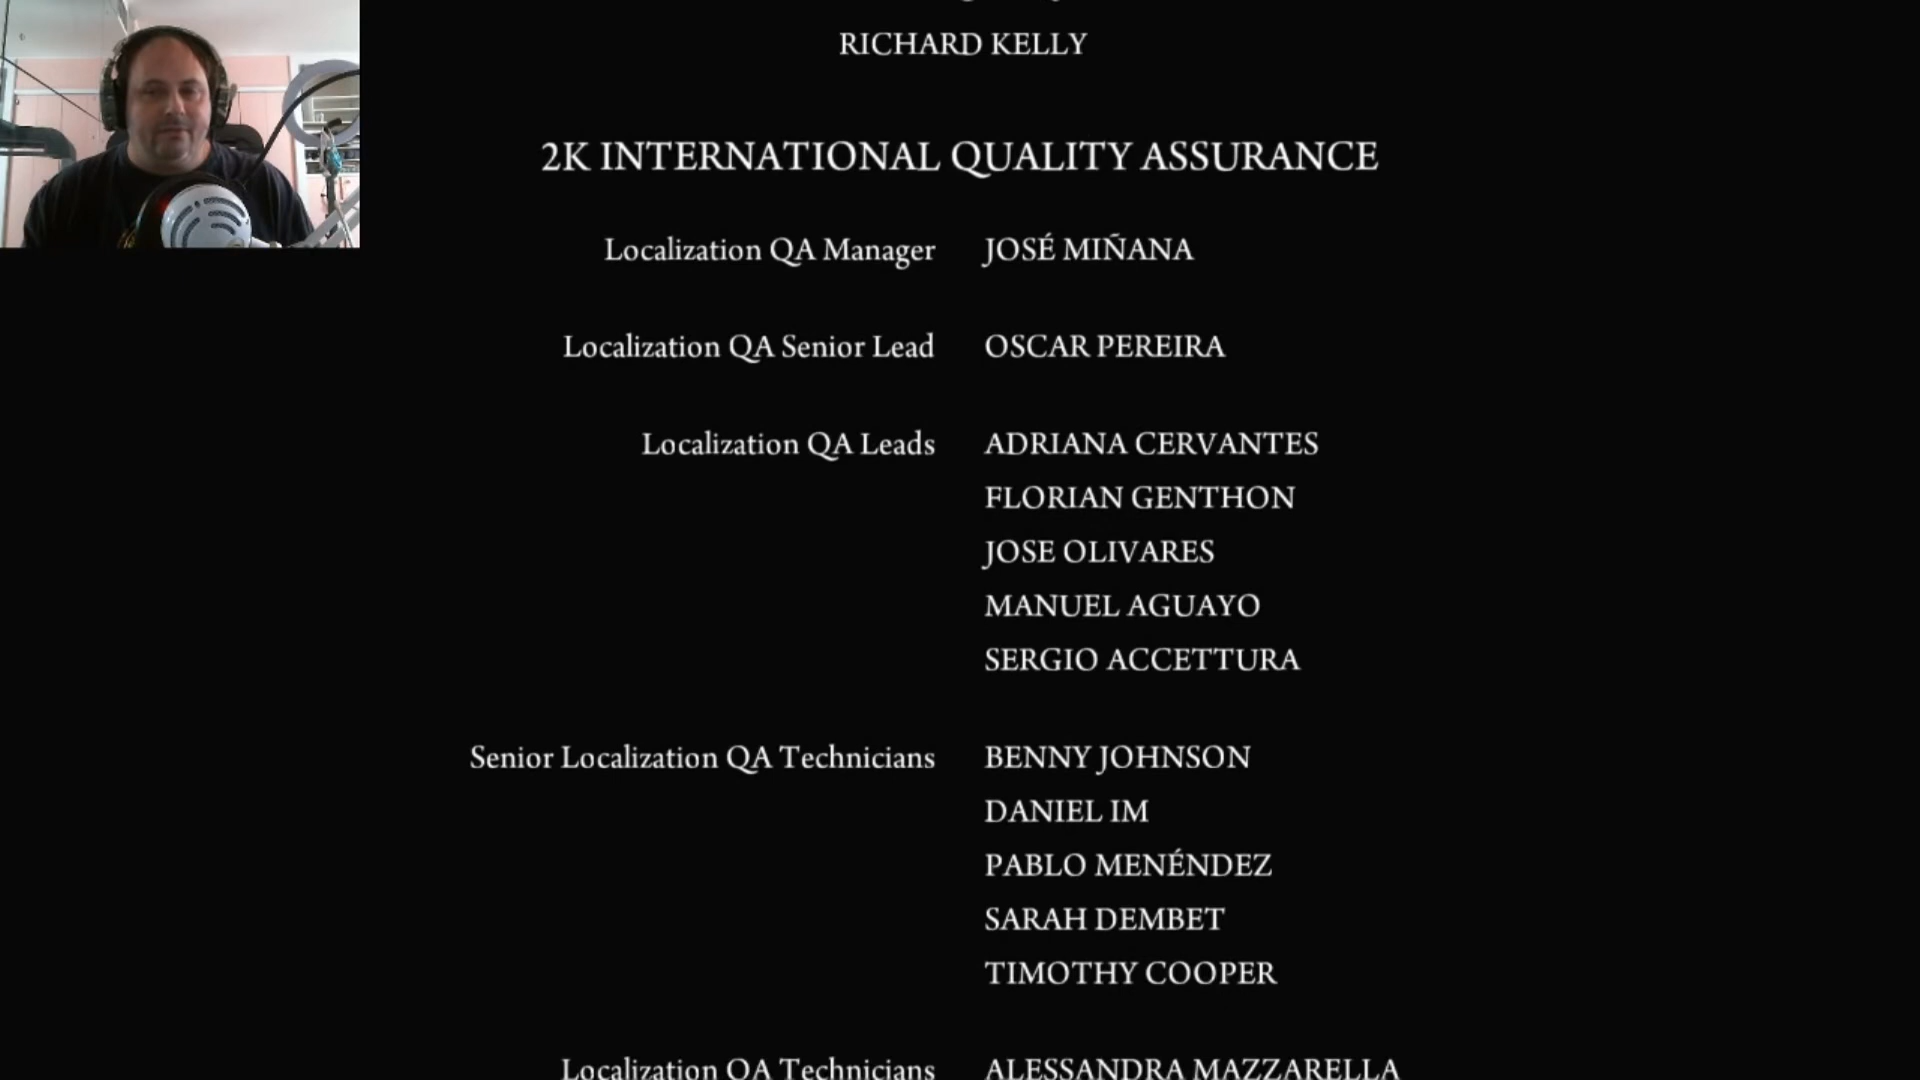 RICHARD KELLY
2K INTERNATIONAL QUALITY ASSURANCE
Localization QA Manager JOSÉ MIÑANA
Localization QA Senior Lead OSCAR PEREIRA
Localization QA Leads ADRIANA CERVANTES
FLORIAN GENTHON
JOSE OLIVARES
MANUEL AGUAYO
SERGIO ACCETTURA
Senior Localization QA Technicians BENNY JOHNSON
DANIEL IM
PABLO MENÉNDEZ
SARAH DEMBET
TIMOTHY COOPER
Localization QA Technicians ALESSANDRA MAZZARELLA